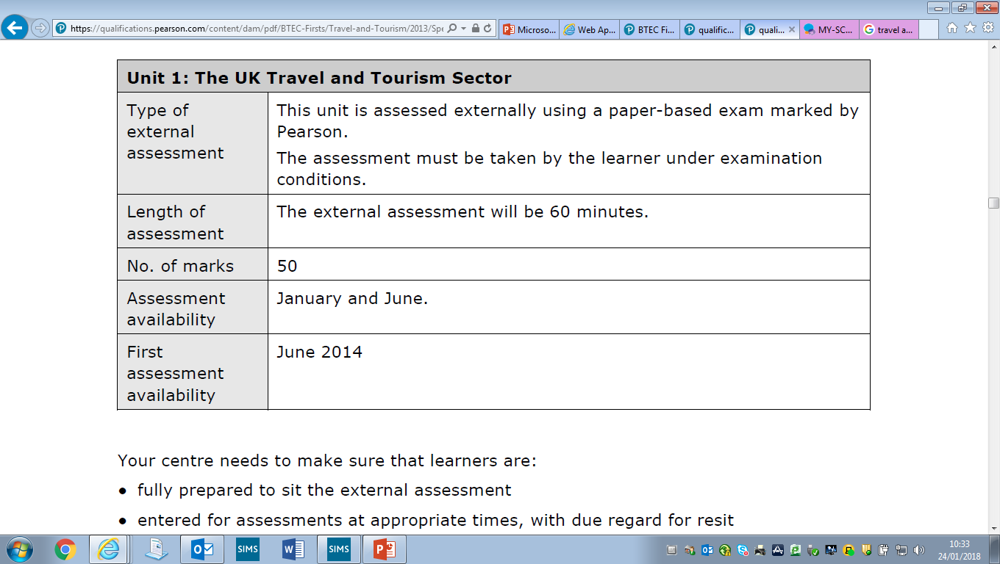 https://qualifications.pearson.com/content/dam/pdf/BTEC-Firsts/Travel-and-Tourism/2013/Spe
Microso...
Web Ap...
BTEC Fi...
qualific...
quali...
MY-SC...
travel a...
Unit 1: The UK Travel and Tourism Sector
Type of
external
assessment
This unit is assessed externally using a paper-based exam marked by
Pearson.
The assessment must be taken by the learner under examination
conditions.
Length of
assessment
The external assessment will be 60 minutes.
No. of marks
50
Assessment
availability
January and June.
First
assessment
availability
June 2014
Your centre needs to make sure that learners are:
• fully prepared to sit the external assessment
• entered for assessments at appropriate times, with due regard for resit
SIMS
SIMS
10:33
24/01/2018